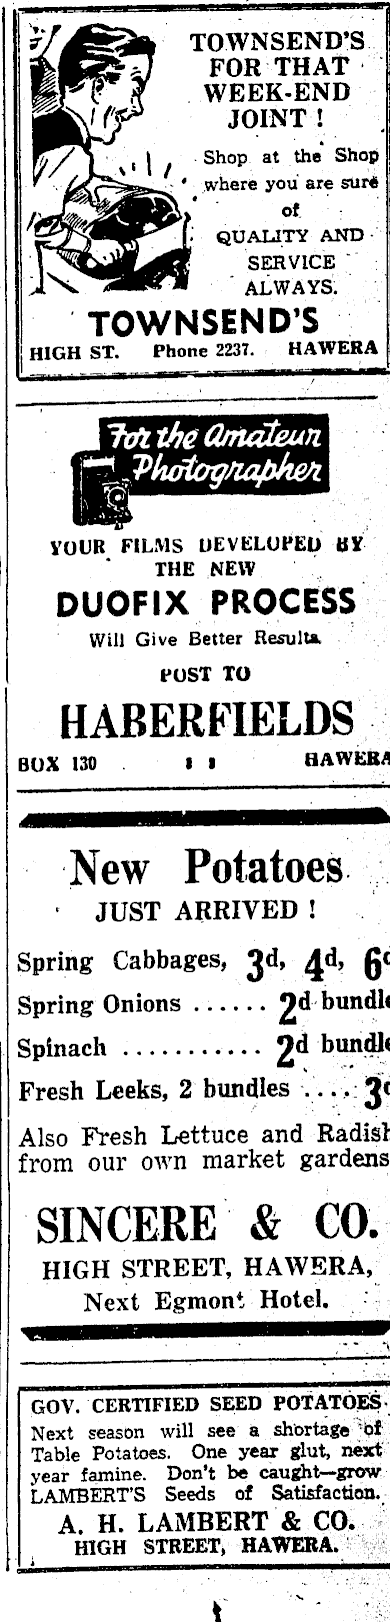 TOWNSEND'S
FOR THAT
WEEK-END
JOINT !
Shop at the Shop
where you are sure
of
QUALITY AND
SERVICE
ALWAYS.
TOWNSEND'S
HIGH ST. Phone 2237. HAWERA
For the Amateur
Photographer
YOUR FILMS DEVELOPED BY
THE NEW
DUOFIX PROCESS
Will Give Better Results
POST TO
HABERFIELDS
BOX 130 : : HAWERA
New Potatoes
JUST ARRIVED !
Spring Cabbages, 3d, 4d, 6d
Spring Onions ...... 2d bundle
Spinach ........... 2d bundle
Fresh Leeks, 2 bundles .... 3d
Also Fresh Lettuce and Radish
from our own market gardens
SINCERE & CO.
HIGH STREET, HAWERA,
Next Egmont Hotel.
GOV. CERTIFIED SEED POTATOES
Next season will see a shortage of
Table Potatoes. One year glut, next
year famine. Don't be caught—grow
LAMBERT'S Seeds of Satisfaction.
A. H. LAMBERT & CO.
HIGH STREET, HAWERA.